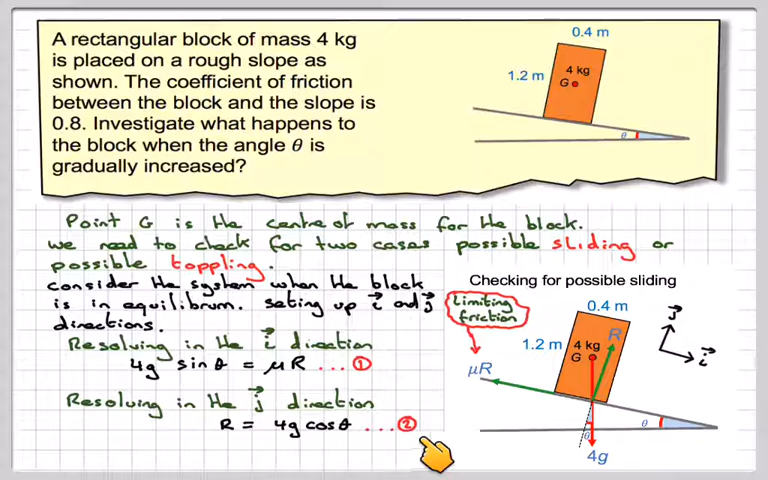 A rectangular block of mass 4 kg
is placed on a rough slope as
shown. The coefficient of friction
between the block and the slope is
0.8. Investigate what happens to
the block when the angle θ is
gradually increased?
0.4 m
1.2 m
4 kg
G
θ
Point G is the centre of mass for the block.
we need to check for two cases possible sliding or
possible toppling.
consider the system when the block
is in equilibrum. seting up i⃗ and j⃗
directions.
Resolving in the i⃗ direction
4g sinθ = μR ...①
Resolving in the j⃗ direction
R = 4g cosθ ...②
Checking for possible sliding
Limiting
friction
0.4 m
1.2 m
4 kg
G
R
j⃗
i⃗
μR
θ
θ
4g